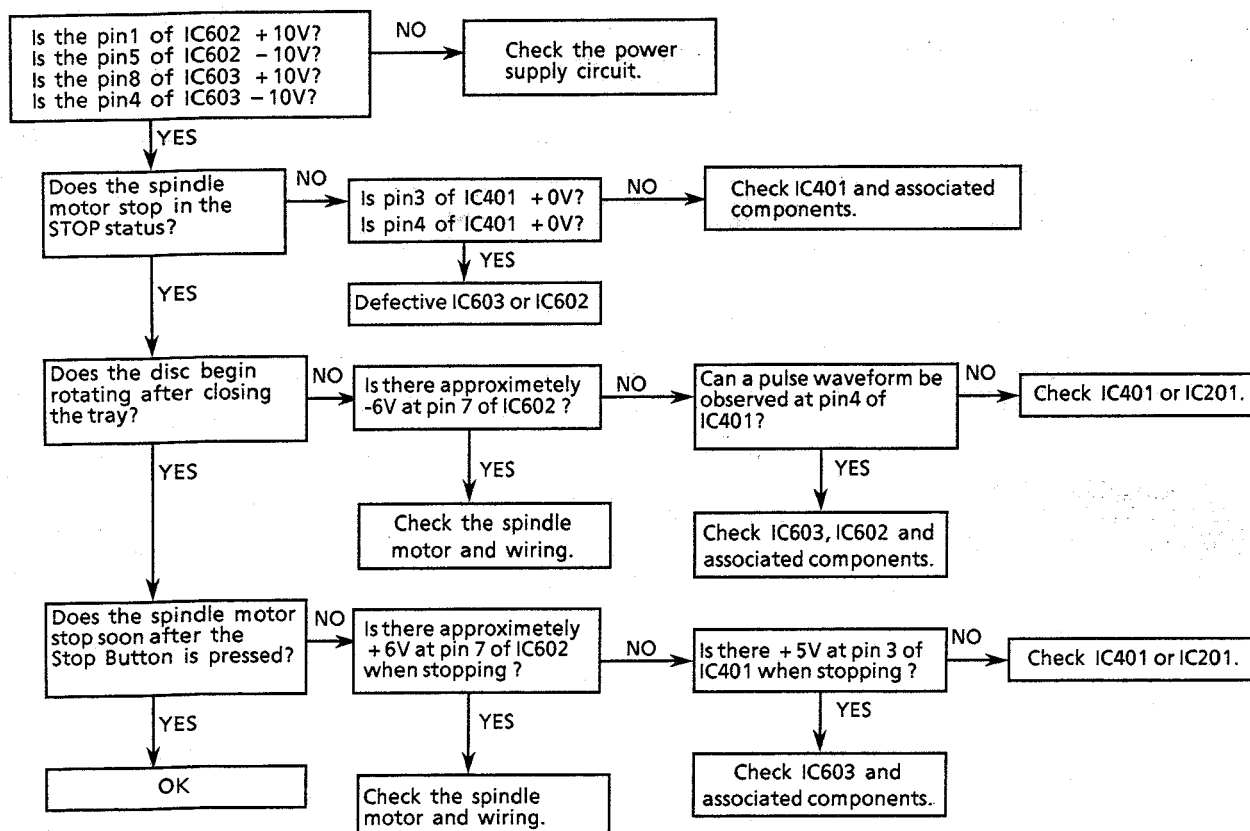 Is the pin1 of IC602 +10V?
Is the pin5 of IC602 −10V?
Is the pin8 of IC603 +10V?
Is the pin4 of IC603 −10V?
NO
Check the power
supply circuit.
YES
Does the spindle
motor stop in the
STOP status?
NO
Is pin3 of IC401 +0V?
Is pin4 of IC401 +0V?
NO
Check IC401 and associated
components.
YES
Defective IC603 or IC602
YES
Does the disc begin
rotating after closing
the tray?
NO
Is there approximately
-6V at pin 7 of IC602 ?
NO
Can a pulse waveform be
observed at pin4 of
IC401?
NO
Check IC401 or IC201.
YES
Check the spindle
motor and wiring.
YES
Check IC603, IC602 and
associated components.
YES
Does the spindle motor
stop soon after the
Stop Button is pressed?
NO
Is there approximately
+6V at pin 7 of IC602
when stopping ?
NO
Is there +5V at pin 3 of
IC401 when stopping ?
NO
Check IC401 or IC201.
YES
OK
YES
Check the spindle
motor and wiring.
YES
Check IC603 and
associated components.